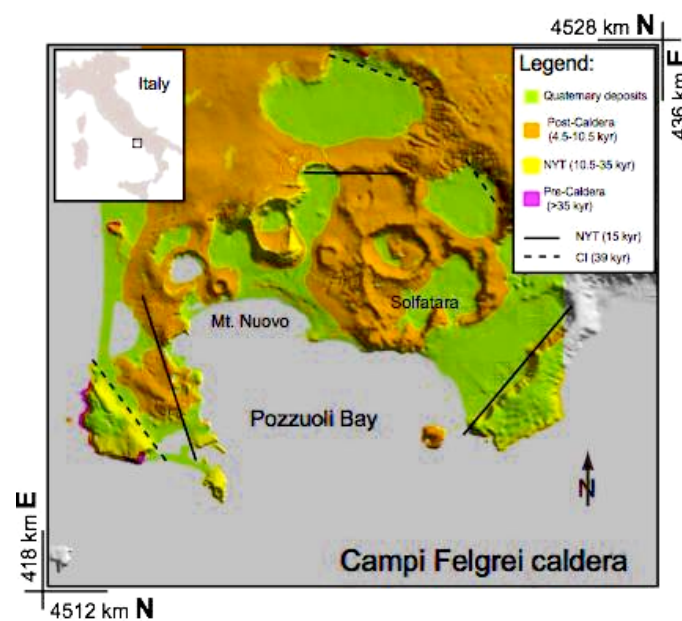 4528 km N
436 km E
Italy
Legend:
Quaternary deposits
Post-Caldera
(4.5-10.5 kyr)
NYT (10.5-35 kyr)
Pre-Caldera
(>35 kyr)
NYT (15 kyr)
CI (39 kyr)
Solfatara
Mt. Nuovo
Pozzuoli Bay
N
Campi Felgrei caldera
418 km E
4512 km N